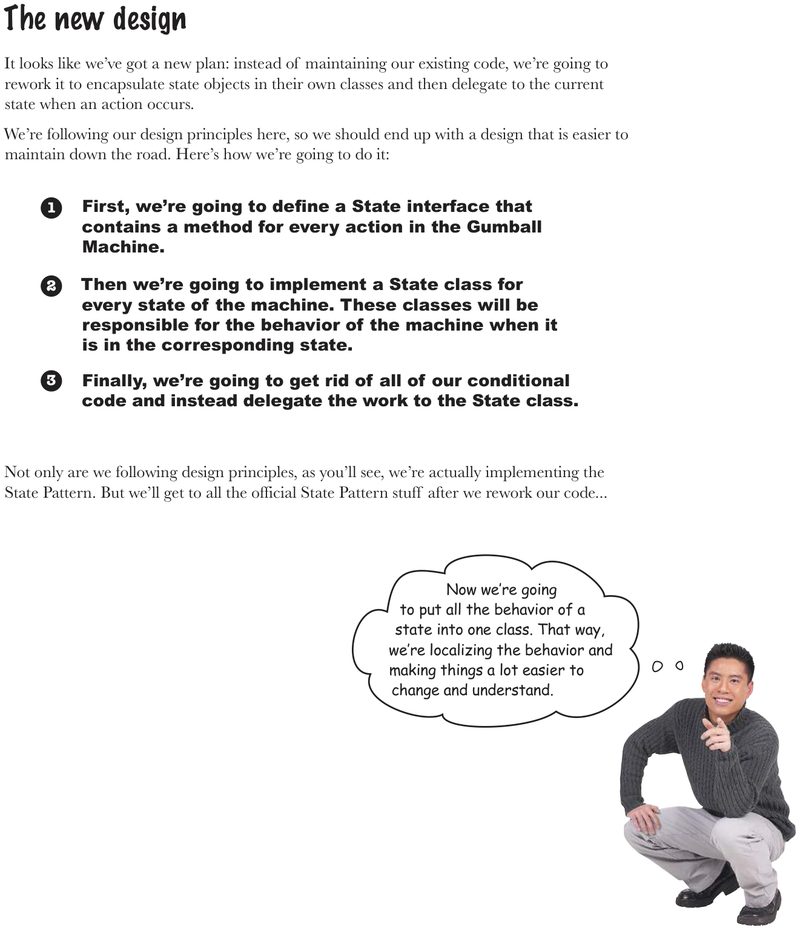 The new design
It looks like we've got a new plan: instead of maintaining our existing code, we're going to
rework it to encapsulate state objects in their own classes and then delegate to the current
state when an action occurs.
We're following our design principles here, so we should end up with a design that is easier to
maintain down the road. Here's how we're going to do it:
1 First, we're going to define a State interface that
contains a method for every action in the Gumball
Machine.
2 Then we're going to implement a State class for
every state of the machine. These classes will be
responsible for the behavior of the machine when it
is in the corresponding state.
3 Finally, we're going to get rid of all of our conditional
code and instead delegate the work to the State class.
Not only are we following design principles, as you'll see, we're actually implementing the
State Pattern. But we'll get to all the official State Pattern stuff after we rework our code...
Now we're going
to put all the behavior of a
state into one class. That way,
we're localizing the behavior and
making things a lot easier to
change and understand.